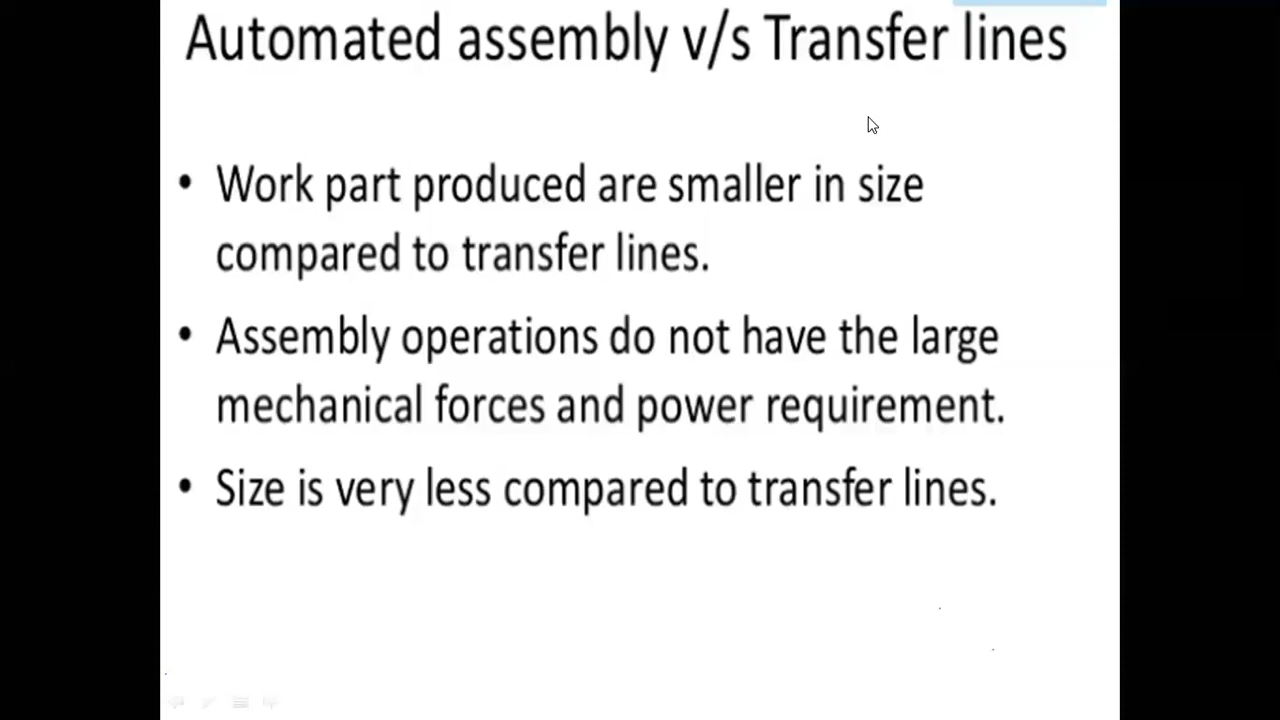 Automated assembly v/s Transfer lines
• Work part produced are smaller in size
compared to transfer lines.
• Assembly operations do not have the large
mechanical forces and power requirement.
• Size is very less compared to transfer lines.